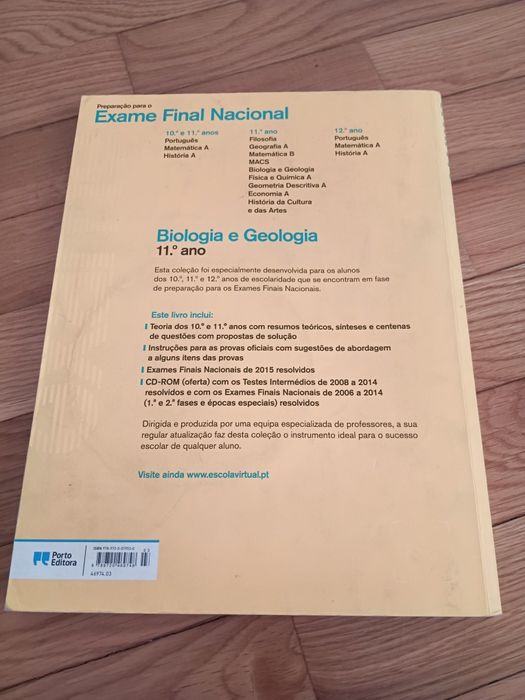 Preparação para o
Exame Final Nacional
10.º e 11.º anos
Português
Matemática A
História A
11.º ano
Filosofia
Geografia A
Matemática B
MACS
Biologia e Geologia
Física e Química A
Geometria Descritiva A
Economia A
História da Cultura
e das Artes
12.º ano
Português
Matemática A
História A
Biologia e Geologia
11.º ano
Esta coleção foi especialmente desenvolvida para os alunos
dos 10.º, 11.º e 12.º anos de escolaridade que se encontram em fase
de preparação para os Exames Finais Nacionais.
Este livro inclui:
Teoria dos 10.º e 11.º anos com resumos teóricos, sínteses e centenas
de questões com propostas de solução
Instruções para as provas oficiais com sugestões de abordagem
a alguns itens das provas
Exames Finais Nacionais de 2015 resolvidos
CD-ROM (oferta) com os Testes Intermédios de 2008 a 2014
resolvidos e com os Exames Finais Nacionais de 2006 a 2014
(1.ª e 2.ª fases e épocas especiais) resolvidos
Dirigida e produzida por uma equipa especializada de professores, a sua
regular atualização faz desta coleção o instrumento ideal para o sucesso
escolar de qualquer aluno.
Visite ainda www.escolavirtual.pt
Porto
Editora
ISBN
46974.03